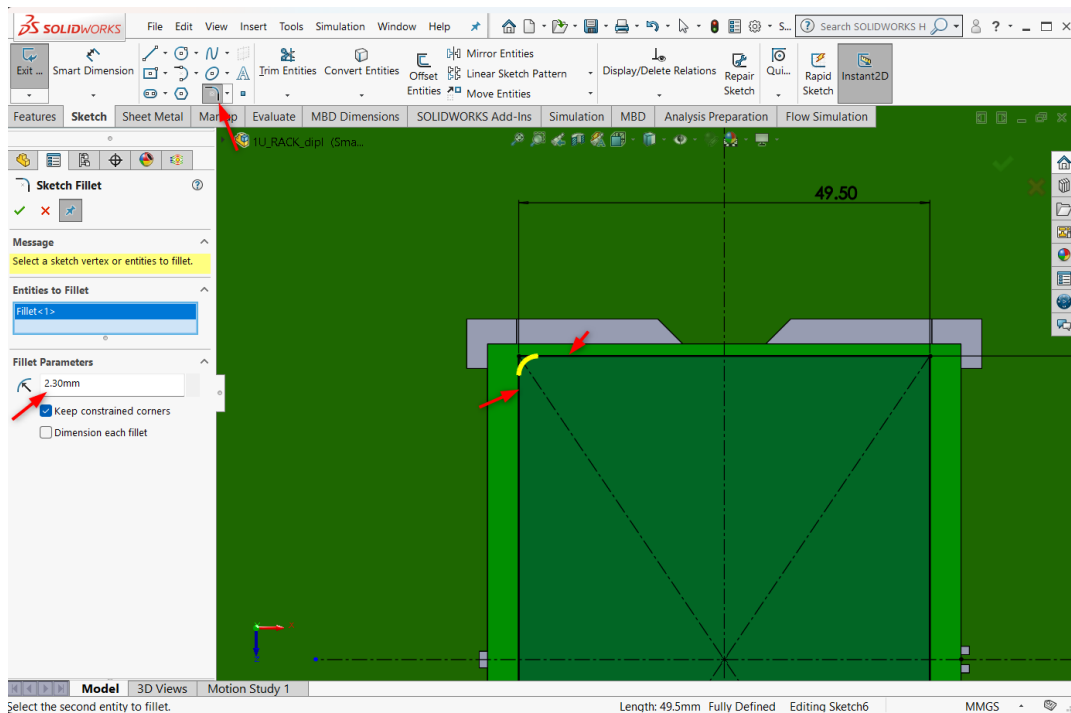 SOLIDWORKS File Edit View Insert Tools Simulation Window Help S... Search SOLIDWORKS H ?
Exit ... Smart Dimension Trim Entities Convert Entities Offset Entities Mirror Entities Linear Sketch Pattern Move Entities Display/Delete Relations Repair Sketch Qui... Rapid Sketch Instant2D
Features Sketch Sheet Metal Evaluate MBD Dimensions SOLIDWORKS Add-Ins Simulation MBD Analysis Preparation Flow Simulation
1U_RACK_dipl (Sma...
Sketch Fillet
49.50
Message
Select a sketch vertex or entities to fillet.
Entities to Fillet
Fillet<1>
Fillet Parameters
2.30mm
Keep constrained corners
Dimension each fillet
z
Model 3D Views Motion Study 1
Select the second entity to fillet. Length: 49.5mm Fully Defined Editing Sketch6 MMGS